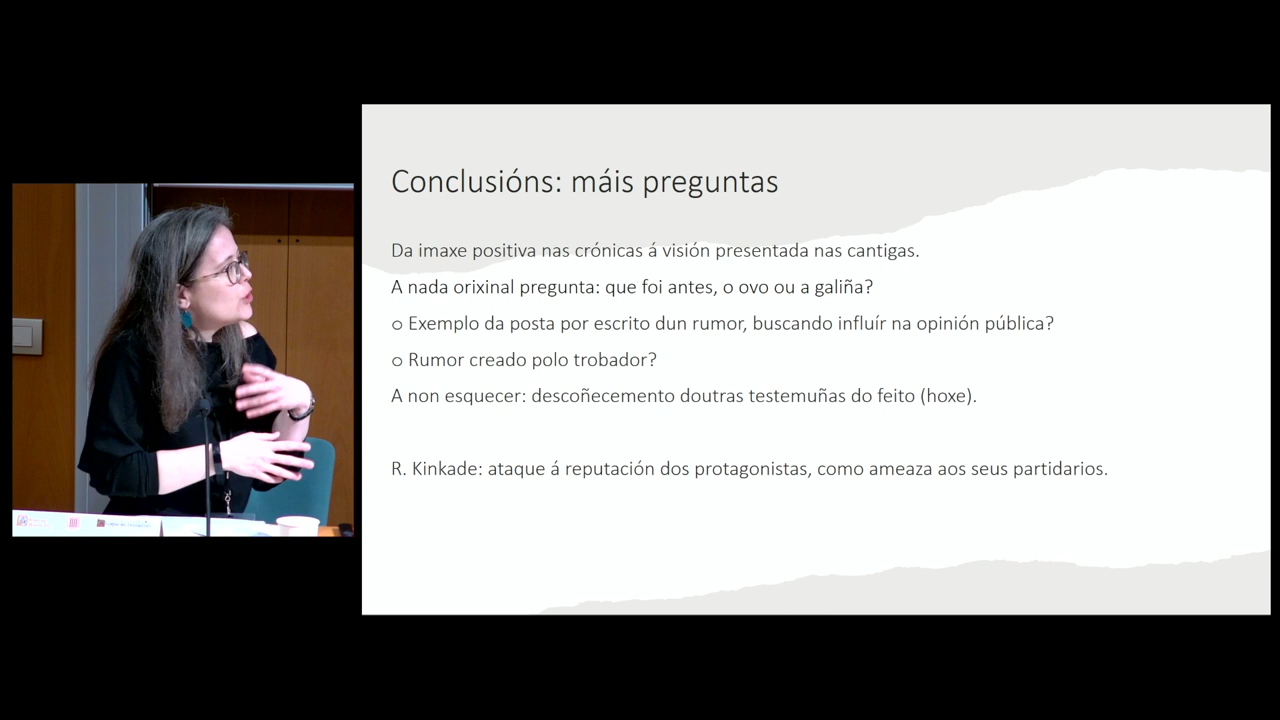 Conclusións: máis preguntas
Da imaxe positiva nas crónicas á visión presentada nas cantigas.
A nada orixinal pregunta: que foi antes, o ovo ou a galiña?
o Exemplo da posta por escrito dun rumor, buscando influír na opinión pública?
o Rumor creado polo trobador?
A non esquecer: descoñecemento doutras testemuñas do feito (hoxe).
R. Kinkade: ataque á reputación dos protagonistas, como ameaza aos seus partidarios.